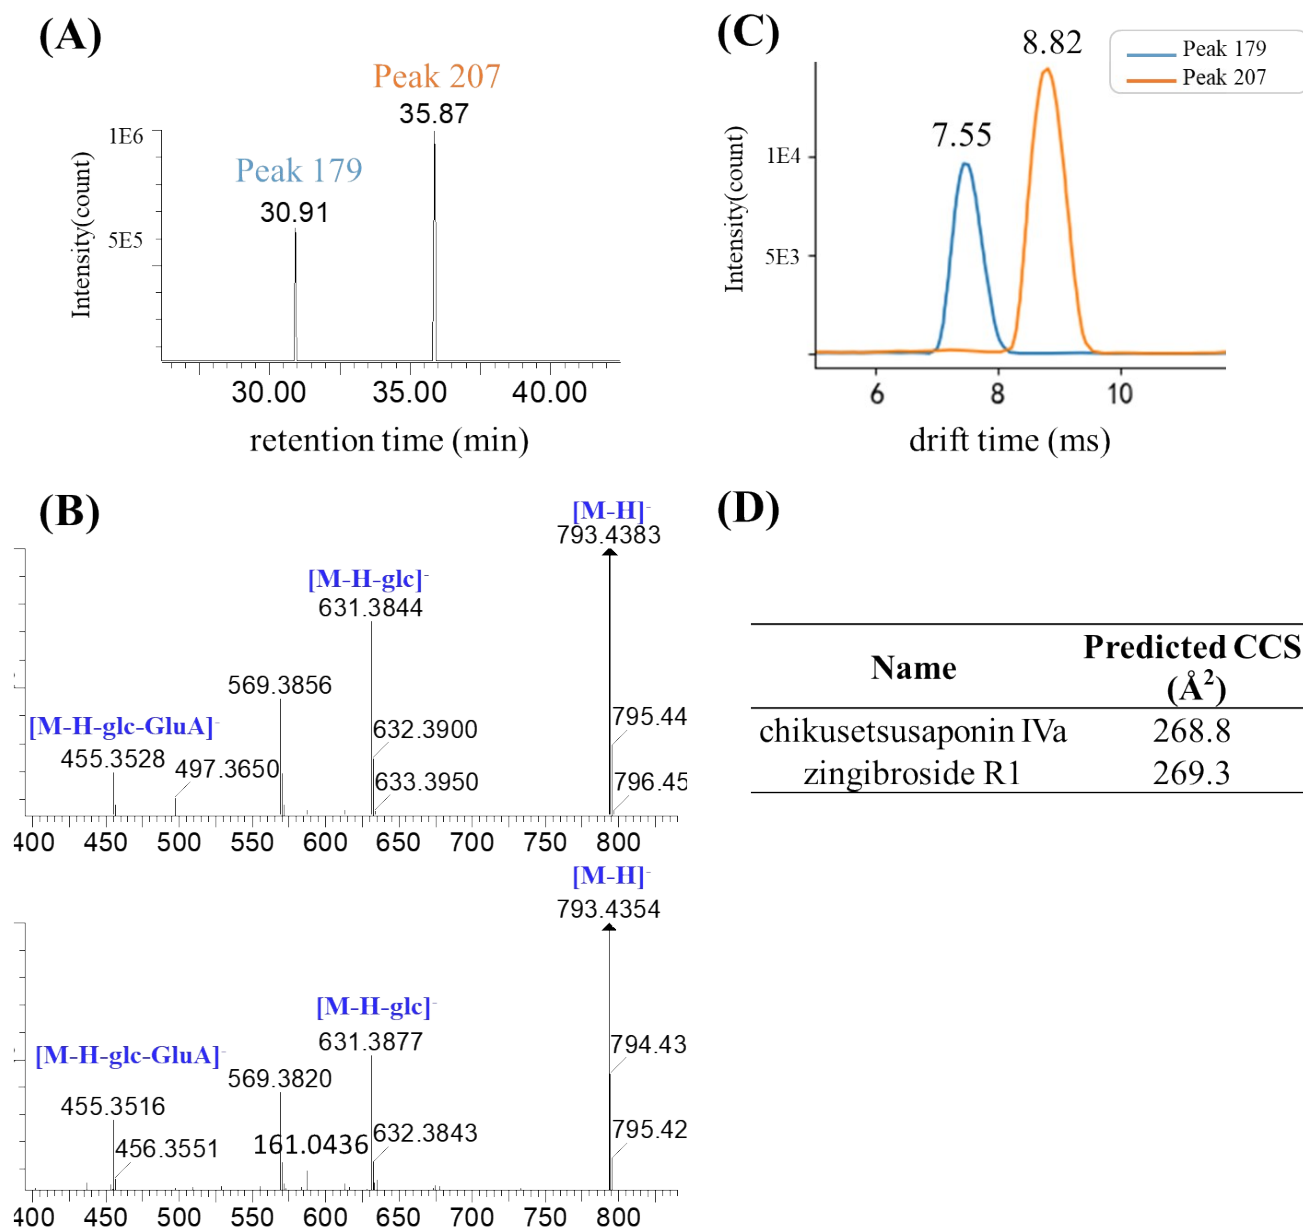 (A)
Peak 207
35.87
1E6
Peak 179
30.91
5E5
Intensity(count)
30.00 35.00 40.00
retention time (min)
(C)
8.82
Peak 179
Peak 207
7.55
1E4
5E3
Intensity(count)
6 8 10
drift time (ms)
(B)
[M-H]-
793.4383
[M-H-glc]-
631.3844
569.3856
[M-H-glc-GluA]-
455.3528
497.3650
632.3900
633.3950
795.44
796.45
400 450 500 550 600 650 700 750 800
[M-H]-
793.4354
[M-H-glc]-
631.3877
[M-H-glc-GluA]-
569.3820
455.3516
456.3551
161.0436
632.3843
794.43
795.42
400 450 500 550 600 650 700 750 800
(D)
Name Predicted CCS
(Å²)
chikusetsusaponin IVa 268.8
zingibroside R1 269.3